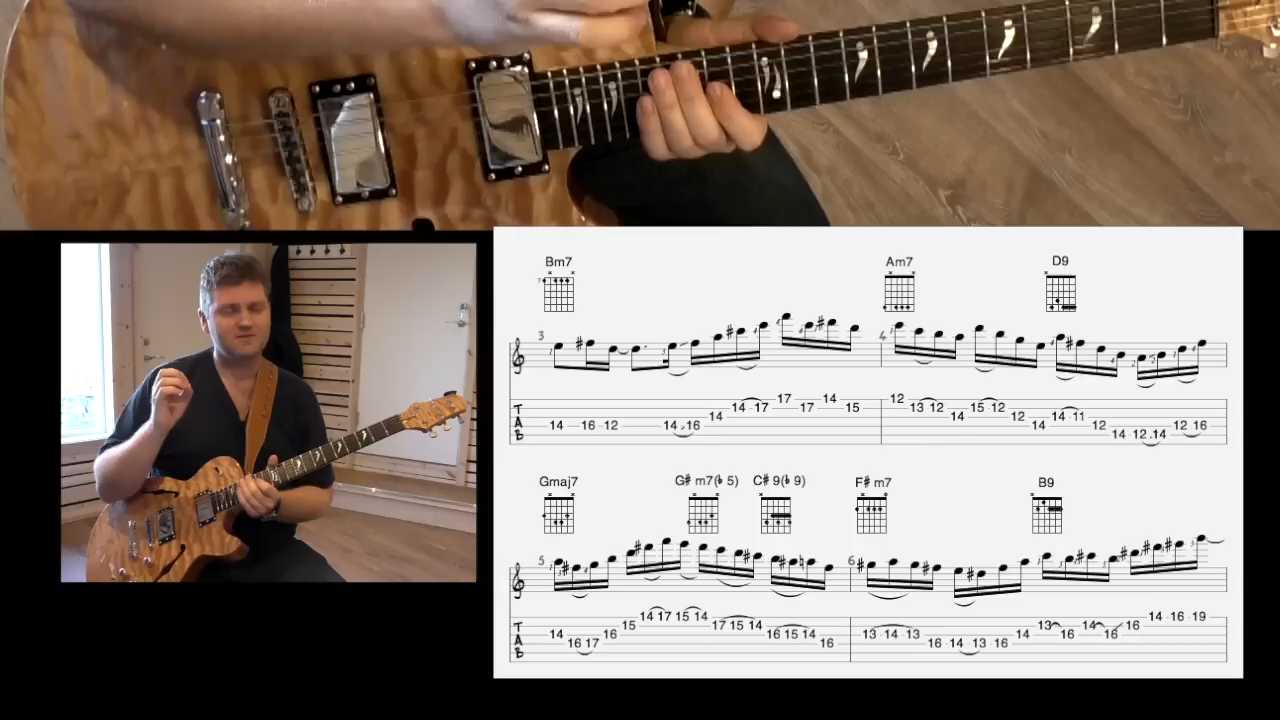 Bm7 Am7 D9
7
3 4
12 13 12 14 15 12 12 14 14 11 12 14 12 14 12 16
14 16 12 14 16 14 14 17 17 17 14 15
T
A
B
Gmaj7 G# m7(b 5) C# 9(b 9) F# m7 B9
5 6
14 16 17 16 15 14 17 15 14 17 15 14 16 15 14 16
13 14 13 16 14 13 16 14 13 16 14 16 16 14 16 19
T
A
B